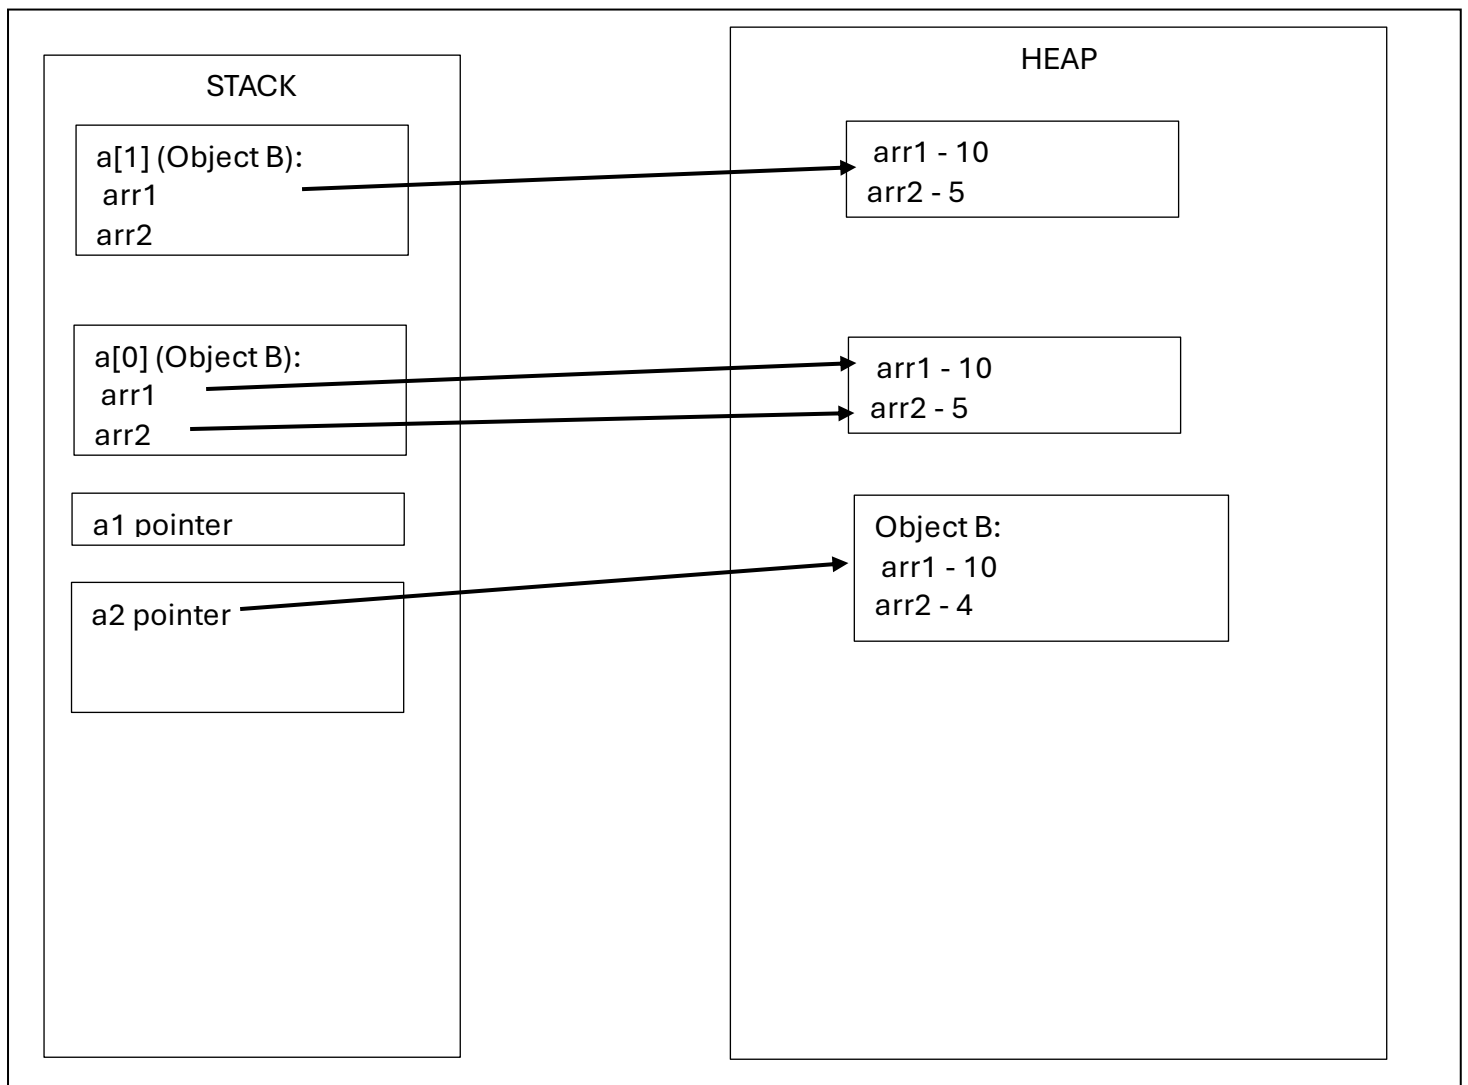 STACK
a[1] (Object B):
arr1
arr2
a[0] (Object B):
arr1
arr2
a1 pointer
a2 pointer
HEAP
arr1 - 10
arr2 - 5
arr1 - 10
arr2 - 5
Object B:
arr1 - 10
arr2 - 4